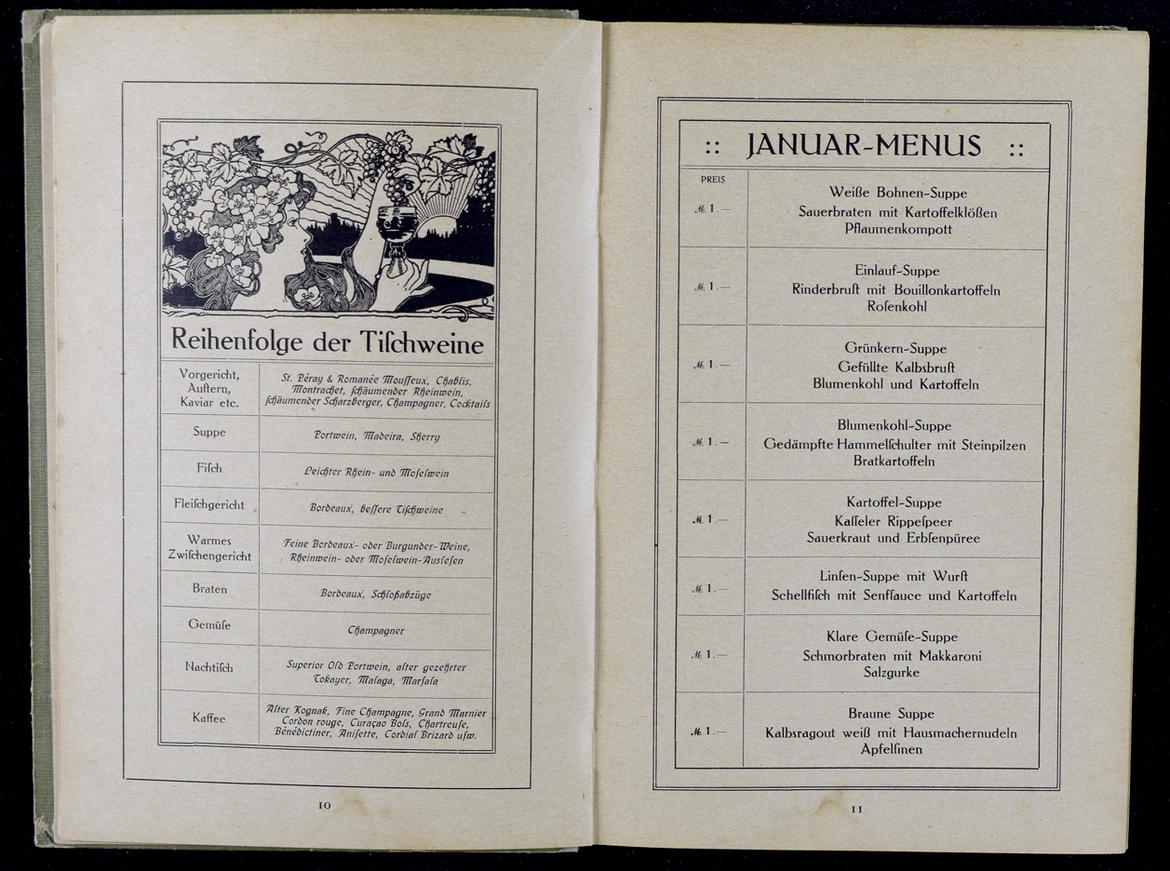 Reihenfolge der Tiſchweine
Vorgericht,
Auſtern,
Kaviar etc.
St. Péray & Romanée Mouſſeux, Chablis,
Montrachet, ſchäumender Rheinwein,
ſchäumender Scharzberger, Champagner, Cocktails
Suppe
Portwein, Madeira, Sherry
Fiſch
Leichter Rhein- und Moſelwein
Fleiſchgericht
Bordeaux, beſſere Tiſchweine
Warmes
Zwiſchengericht
Feine Bordeaux- oder Burgunder-Weine,
Rheinwein- oder Moſelwein-Ausleſen
Braten
Bordeaux, Schloßabzüge
Gemüſe
Champagner
Nachtiſch
Superior Old Portwein, alter gezehrter
Tokayer, Malaga, Marſala
Kaffee
Alter Kognak, Fine Champagne, Grand Marnier
Cordon rouge, Curaçao Bols, Chartreuſe,
Bénédictiner, Aniſette, Cordial Brizard uſw.
10
:: JANUAR-MENUS ::
PREIS
M. 1.—
Weiße Bohnen-Suppe
Sauerbraten mit Kartoffelklößen
Pflaumenkompott
M. 1.—
Einlauf-Suppe
Rinderbruſt mit Bouillonkartoffeln
Roſenkohl
M. 1.—
Grünkern-Suppe
Gefüllte Kalbsbruſt
Blumenkohl und Kartoffeln
M. 1.—
Blumenkohl-Suppe
Gedämpfte Hammelſchulter mit Steinpilzen
Bratkartoffeln
M. 1.—
Kartoffel-Suppe
Kaſſeler Rippeſpeer
Sauerkraut und Erbſenpüree
M. 1.—
Linſen-Suppe mit Wurſt
Schellfiſch mit Senfſauce und Kartoffeln
M. 1.—
Klare Gemüſe-Suppe
Schmorbraten mit Makkaroni
Salzgurke
M. 1.—
Braune Suppe
Kalbsragout weiß mit Hausmachernudeln
Apfelſinen
11